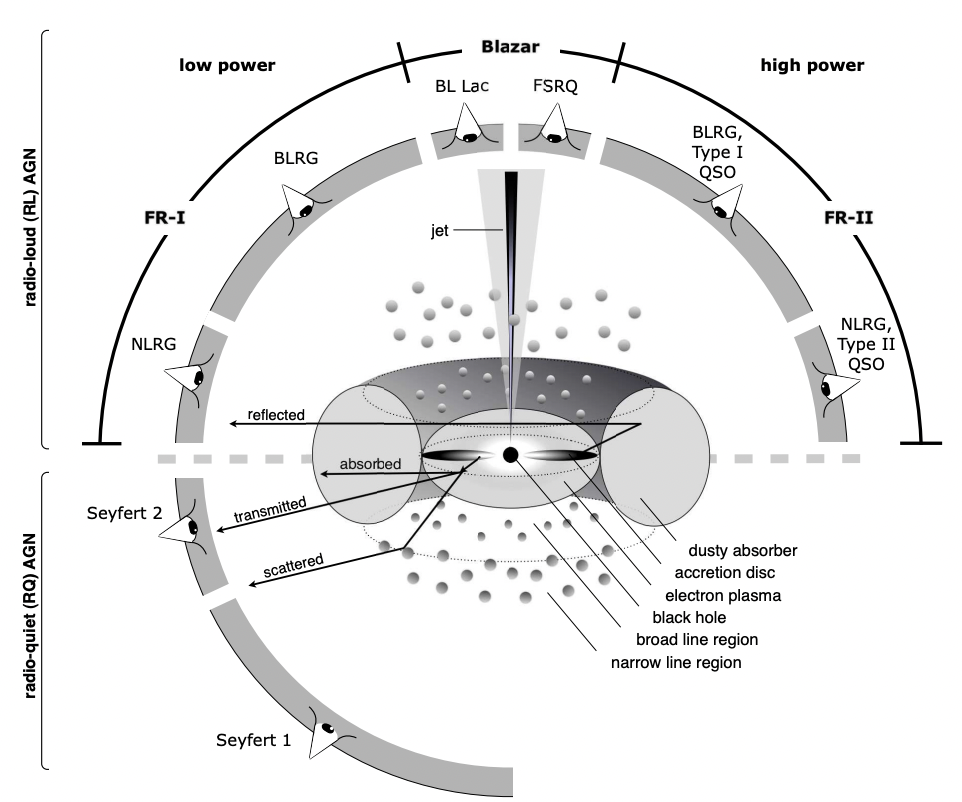 Blazar
low power
high power
BL Lac
FSRQ
BLRG,
Type I
QSO
BLRG
radio-loud (RL) AGN
FR-I
FR-II
jet
NLRG
NLRG,
Type II
QSO
reflected
absorbed
transmitted
scattered
Seyfert 2
radio-quiet (RQ) AGN
dusty absorber
accretion disc
electron plasma
black hole
broad line region
narrow line region
Seyfert 1